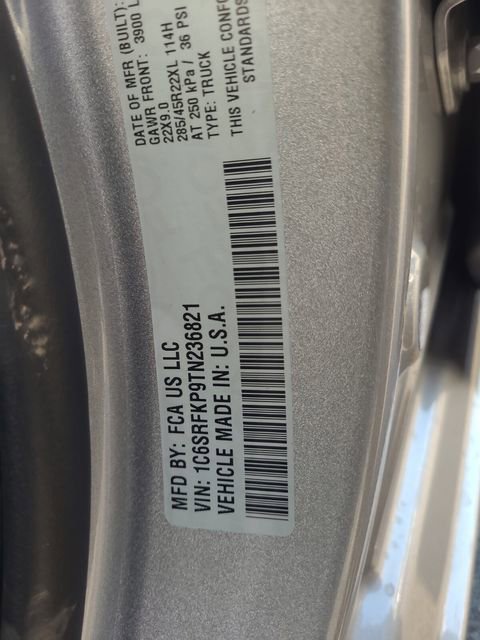 MFD BY: FCA US LLC
VIN: 1C6SRFKP9TN236821
VEHICLE MADE IN: U.S.A.
DATE OF MFR (BUILT):
GAWR FRONT: 3900 L
22X9.0
285/45R22XL 114H
AT 250 kPa / 36 PSI
TYPE: TRUCK
THIS VEHICLE CONFO
STANDARDS